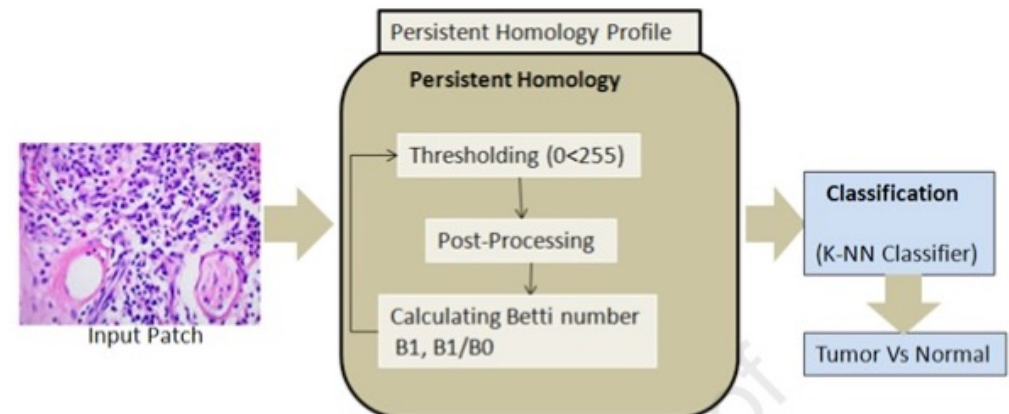 Persistent Homology Profile
Persistent Homology
Thresholding (0<255)
Post-Processing
Calculating Betti number
B1, B1/B0
Input Patch
Classification
(K-NN Classifier)
Tumor Vs Normal